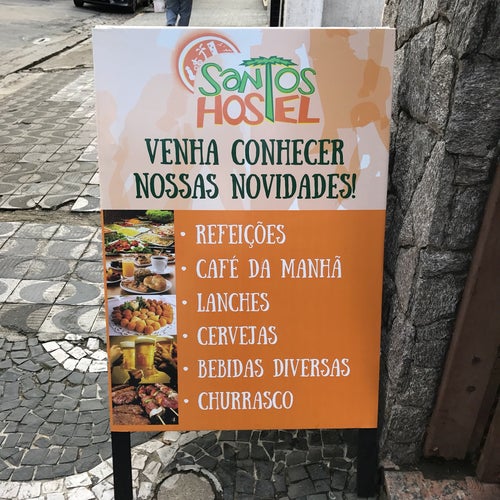 Santos
HOSTEL
VENHA CONHECER
NOSSAS NOVIDADES!
• REFEIÇÕES
• CAFÉ DA MANHÃ
• LANCHES
• CERVEJAS
• BEBIDAS DIVERSAS
• CHURRASCO